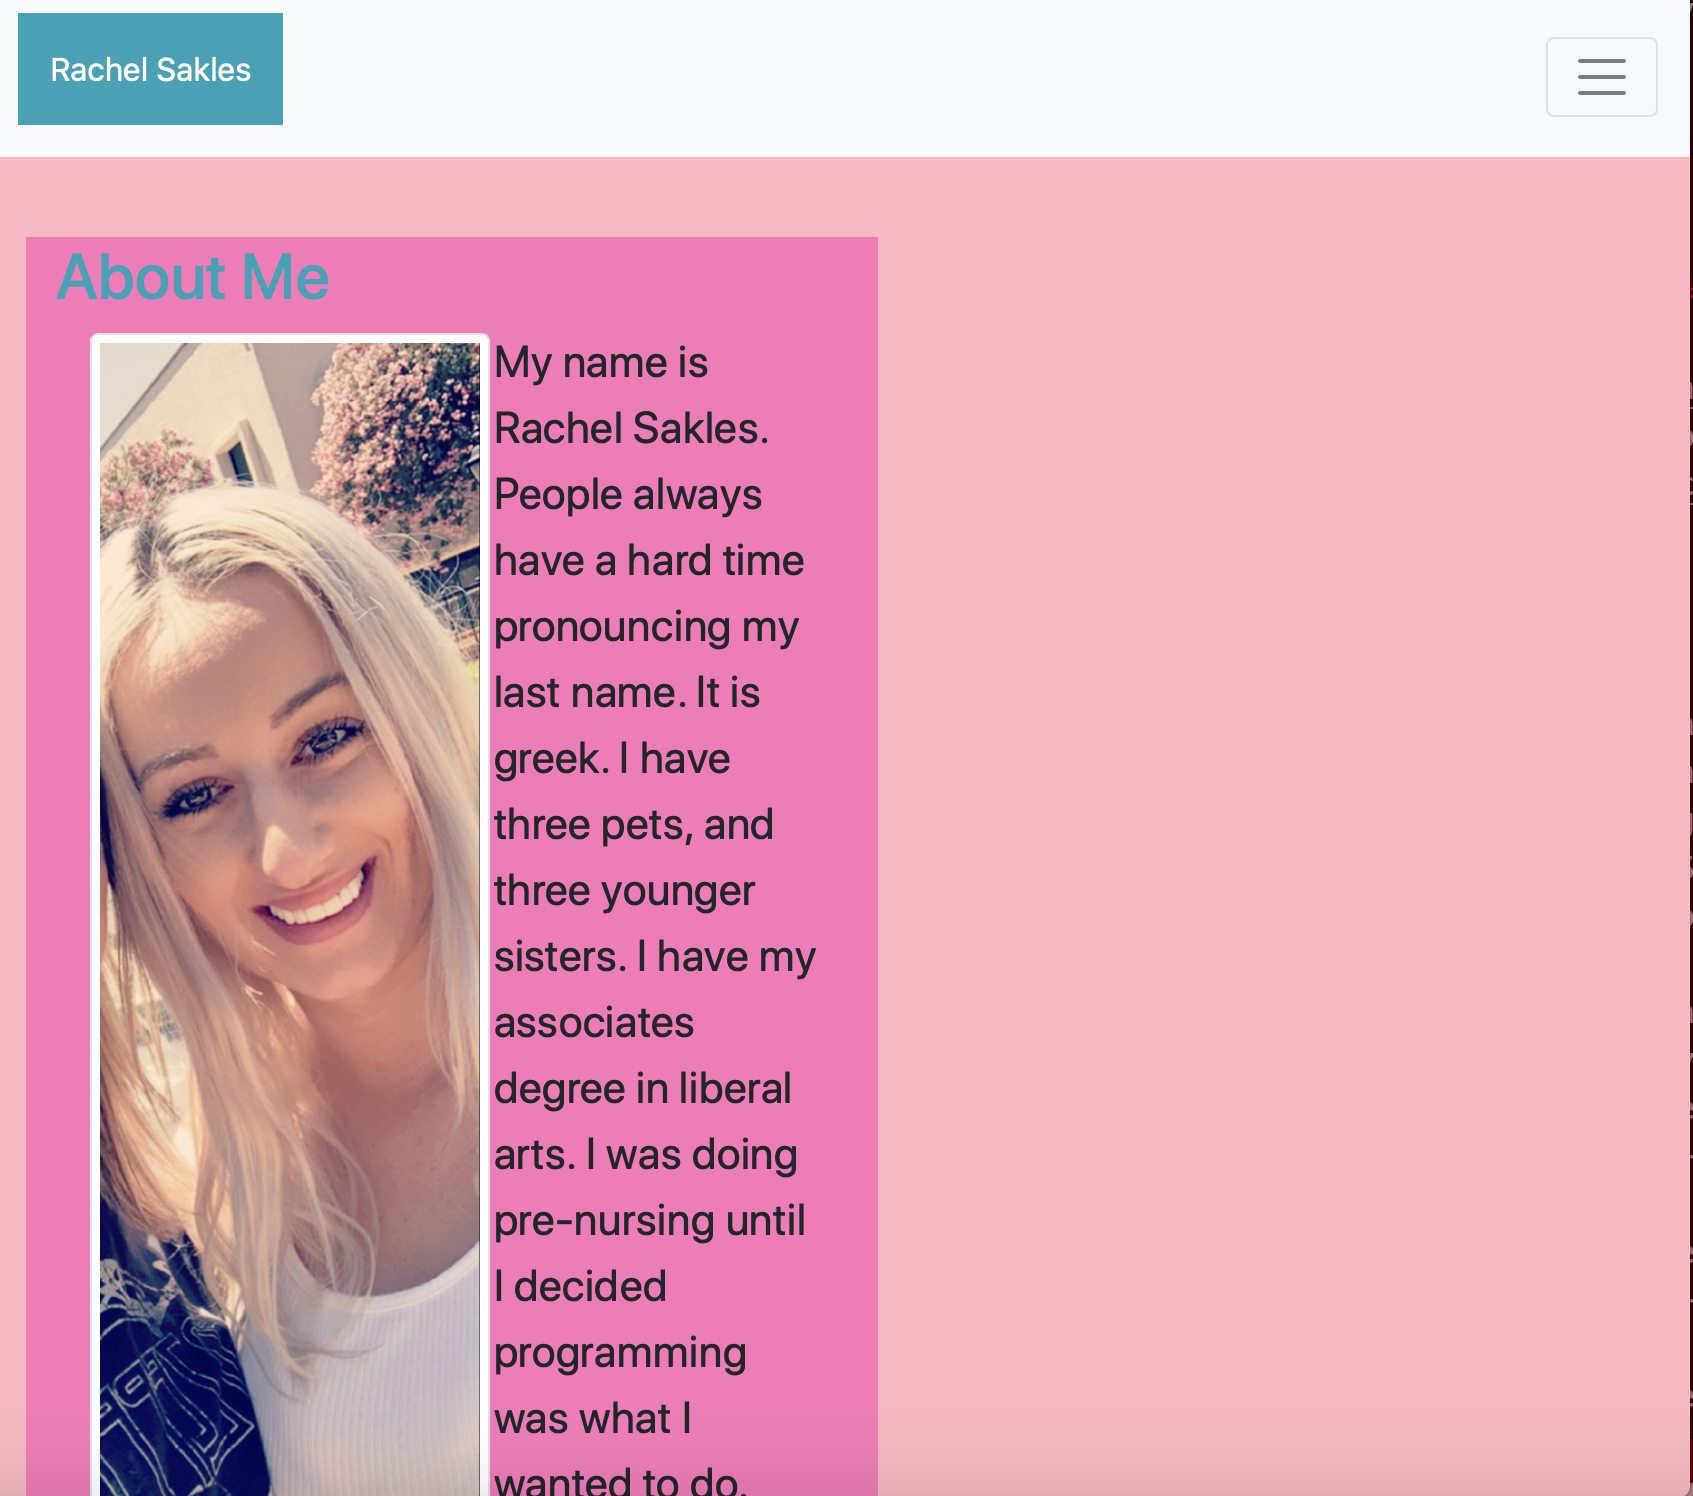 Rachel Sakles
About Me
My name is
Rachel Sakles.
People always
have a hard time
pronouncing my
last name. It is
greek. I have
three pets, and
three younger
sisters. I have my
associates
degree in liberal
arts. I was doing
pre-nursing until
I decided
programming
was what I
wanted to do.